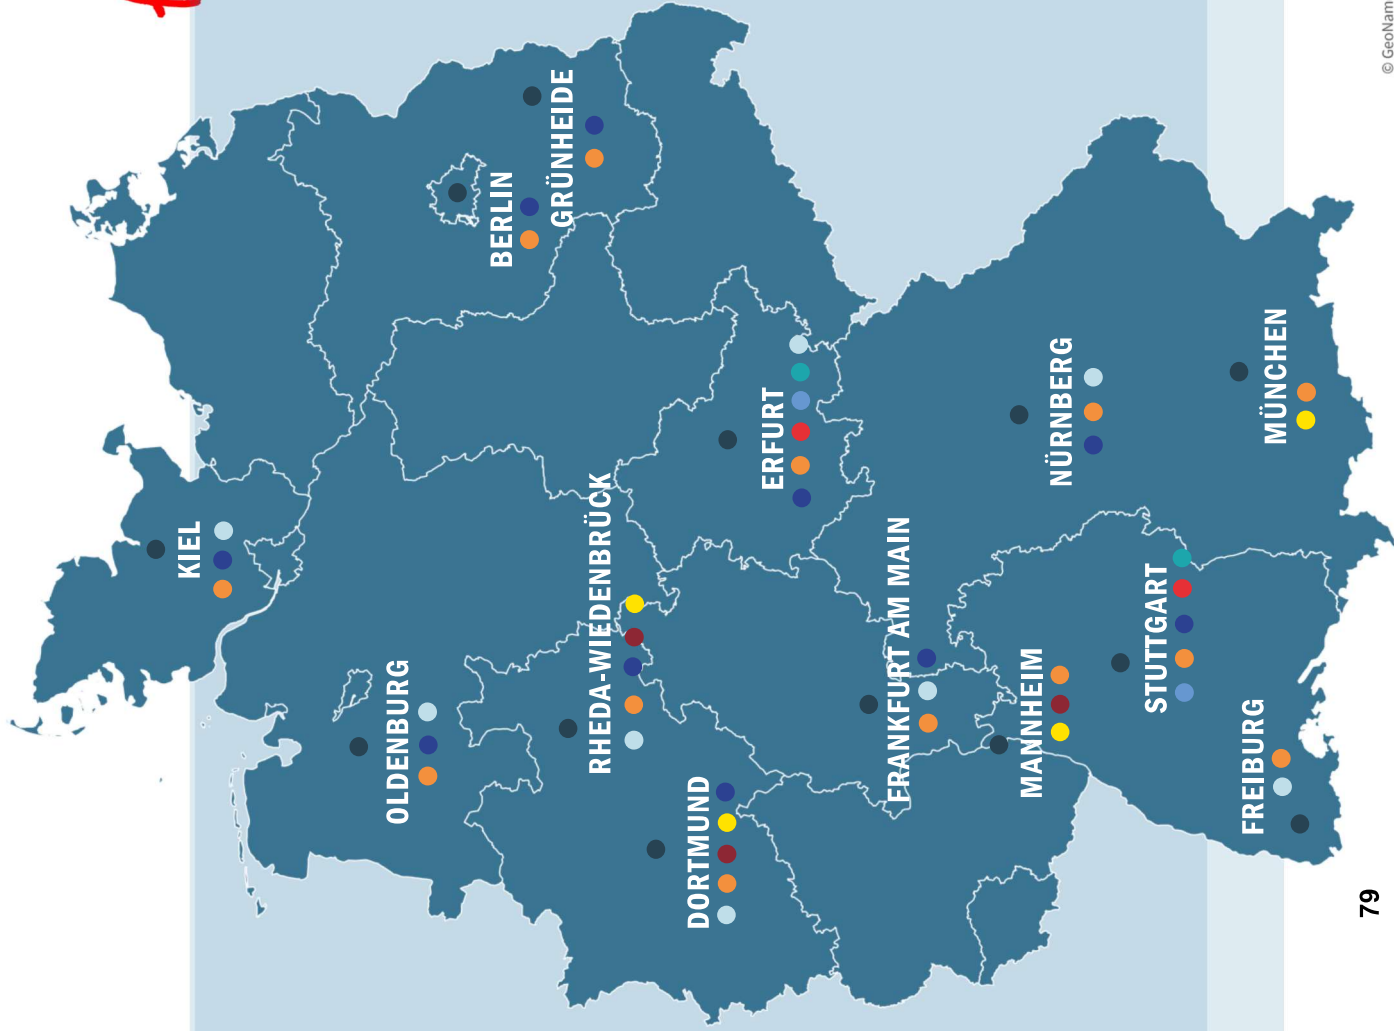 KIEL
OLDENBURG
BERLIN
GRÜNHEIDE
RHEDA-WIEDENBRÜCK
DORTMUND
ERFURT
FRANKFURT AM MAIN
MANNHEIM
NÜRNBERG
STUTTGART
FREIBURG
MÜNCHEN
© GeoNam
79